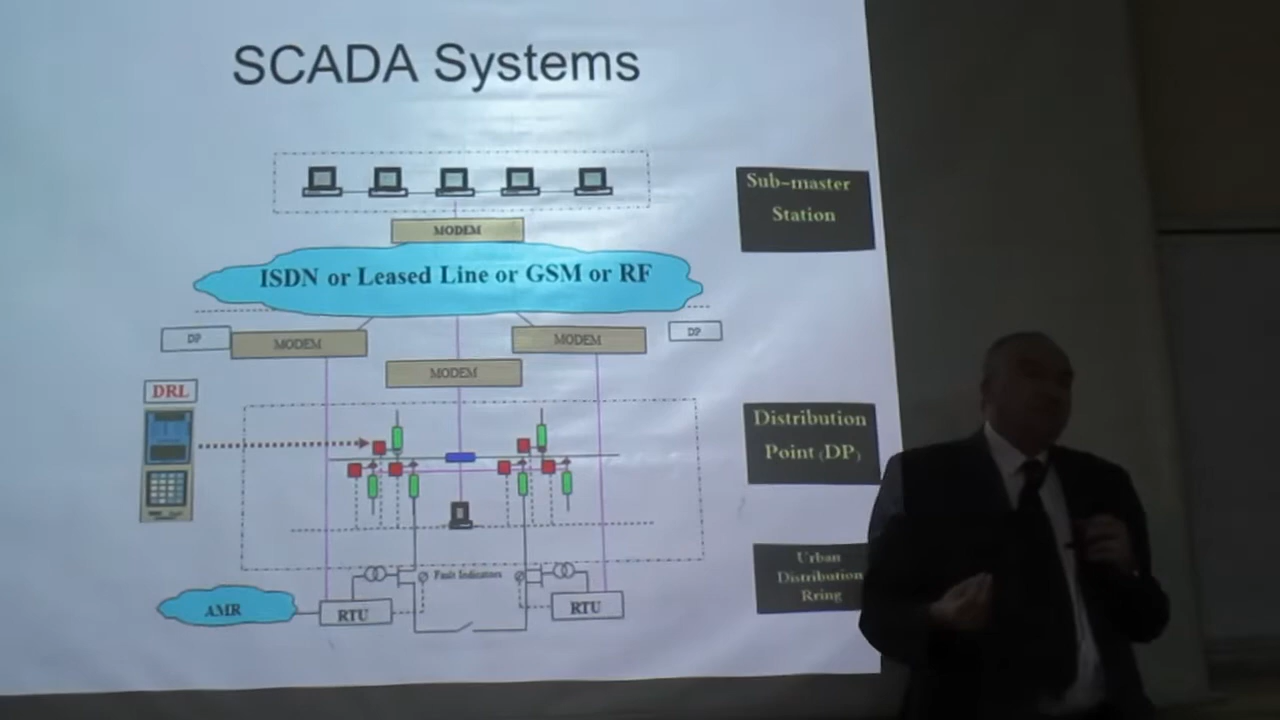 SCADA Systems
Sub-master
Station
MODEM
ISDN or Leased Line or GSM or RF
DP
MODEM
MODEM
DP
MODEM
DRL
Distribution
Point (DP)
Urban
Distribution
Rring
Fault Indicators
AMR
RTU
RTU